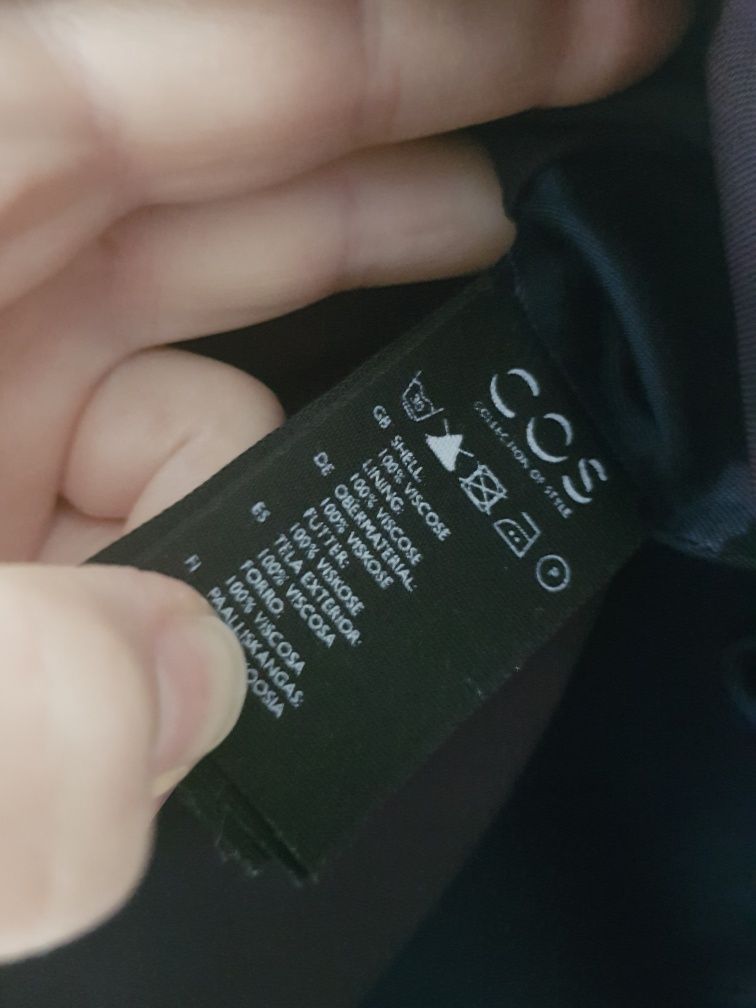 COS
COLLECTION OF STYLE
30
P
GB SHELL:
100% VISCOSE
LINING:
100% VISCOSE
DE OBERMATERIAL:
100% VISKOSE
FUTTER:
100% VISKOSE
ES TELA EXTERIOR:
100% VISCOSA
FORRO:
100% VISCOSA
FI PÄÄLLISKANGAS: